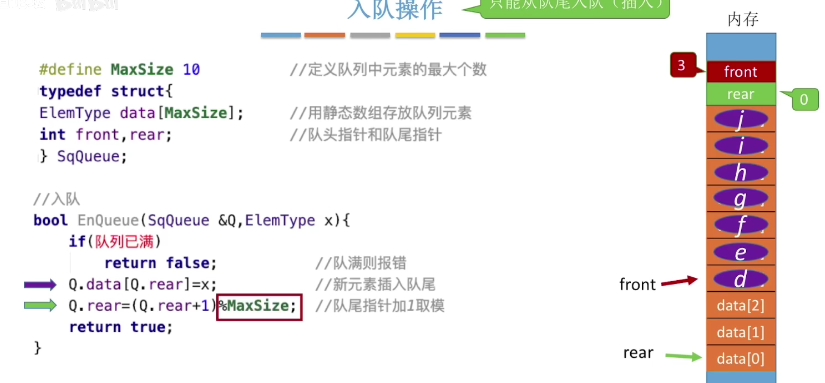 入队操作
只能从队尾入队（插入）
#define MaxSize 10 //定义队列中元素的最大个数
typedef struct{
ElemType data[MaxSize]; //用静态数组存放队列元素
int front,rear; //队头指针和队尾指针
} SqQueue;
//入队
bool EnQueue(SqQueue &Q,ElemType x){
if(队列已满)
return false; //队满则报错
Q.data[Q.rear]=x; //新元素插入队尾
Q.rear=(Q.rear+1)%MaxSize; //队尾指针加1取模
return true;
}
内存
3
front
rear
0
j
i
h
g
f
e
front
d
data[2]
data[1]
rear
data[0]